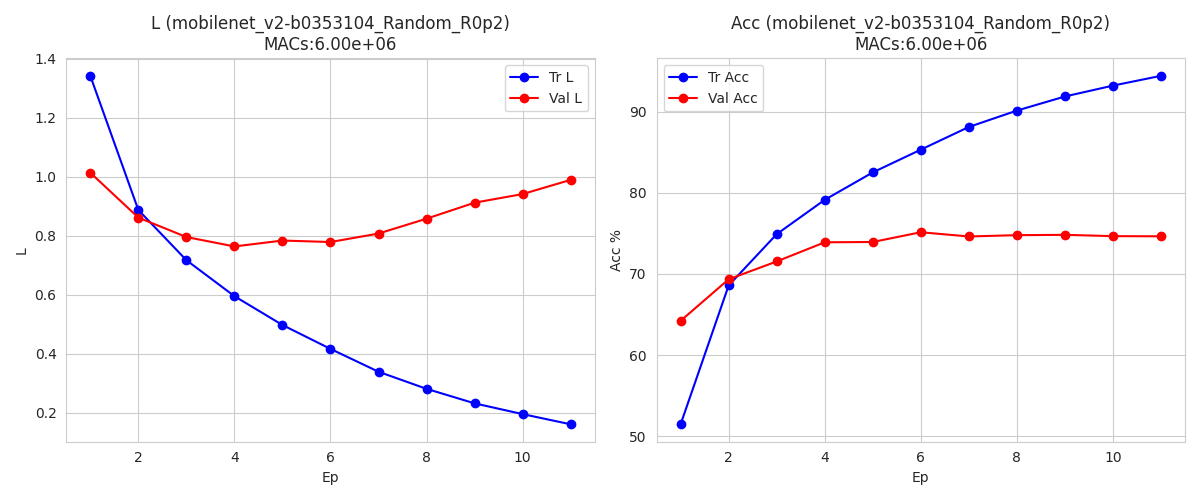 L (mobilenet_v2-b0353104_Random_R0p2)
MACs:6.00e+06
1.4
1.2
1.0
0.8
0.6
0.4
0.2
L
2
4
6
8
10
Ep
Tr L
Val L
Acc (mobilenet_v2-b0353104_Random_R0p2)
MACs:6.00e+06
90
80
70
60
50
Acc %
2
4
6
8
10
Ep
Tr Acc
Val Acc